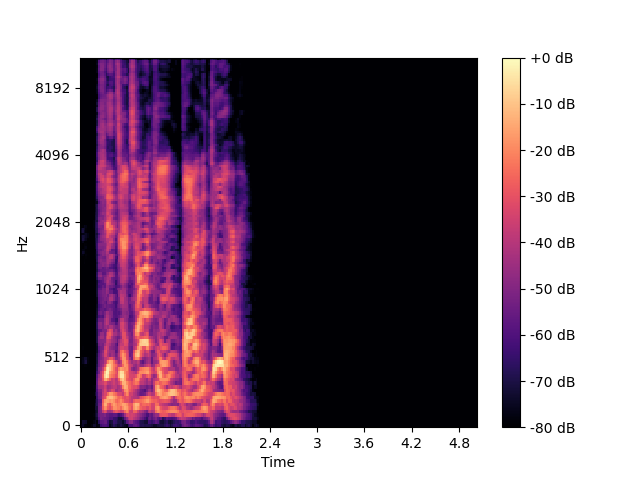 8192
4096
2048
1024
512
0
Hz
0 0.6 1.2 1.8 2.4 3 3.6 4.2 4.8
Time
+0 dB
-10 dB
-20 dB
-30 dB
-40 dB
-50 dB
-60 dB
-70 dB
-80 dB